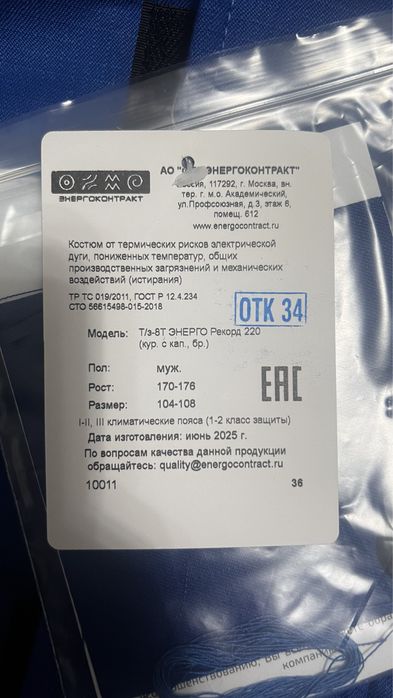 АО "ЭНЕРГОКОНТРАКТ"
117292, г. Москва, вн.
тер. г. м.о. Академический,
ул.Профсоюзная, д.3, этаж 6,
помещ. 612
www.energocontract.ru
ЭНЕРГОКОНТРАКТ
Костюм от термических рисков электрической
дуги, пониженных температур, общих
производственных загрязнений и механических
воздействий (истирания)
ТР ТС 019/2011, ГОСТ Р 12.4.234
СТО 56615498-015-2018
ОТК 34
Модель: Т/з-8Т ЭНЕРГО Рекорд 220
(кур. с кап., бр.)
Пол: муж.
Рост: 170-176
Размер: 104-108
ЕАС
I-II, III климатические пояса (1-2 класс защиты)
Дата изготовления: июнь 2025 г.
По вопросам качества данной продукции
обращайтесь: quality@energocontract.ru
10011 36